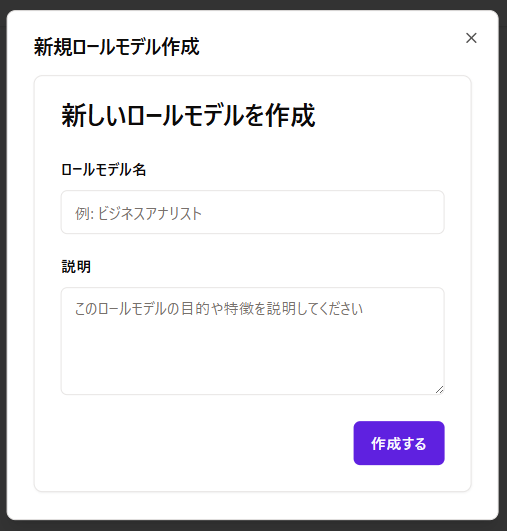 新規ロールモデル作成
新しいロールモデルを作成
ロールモデル名
例: ビジネスアナリスト
説明
このロールモデルの目的や特徴を説明してください
作成する